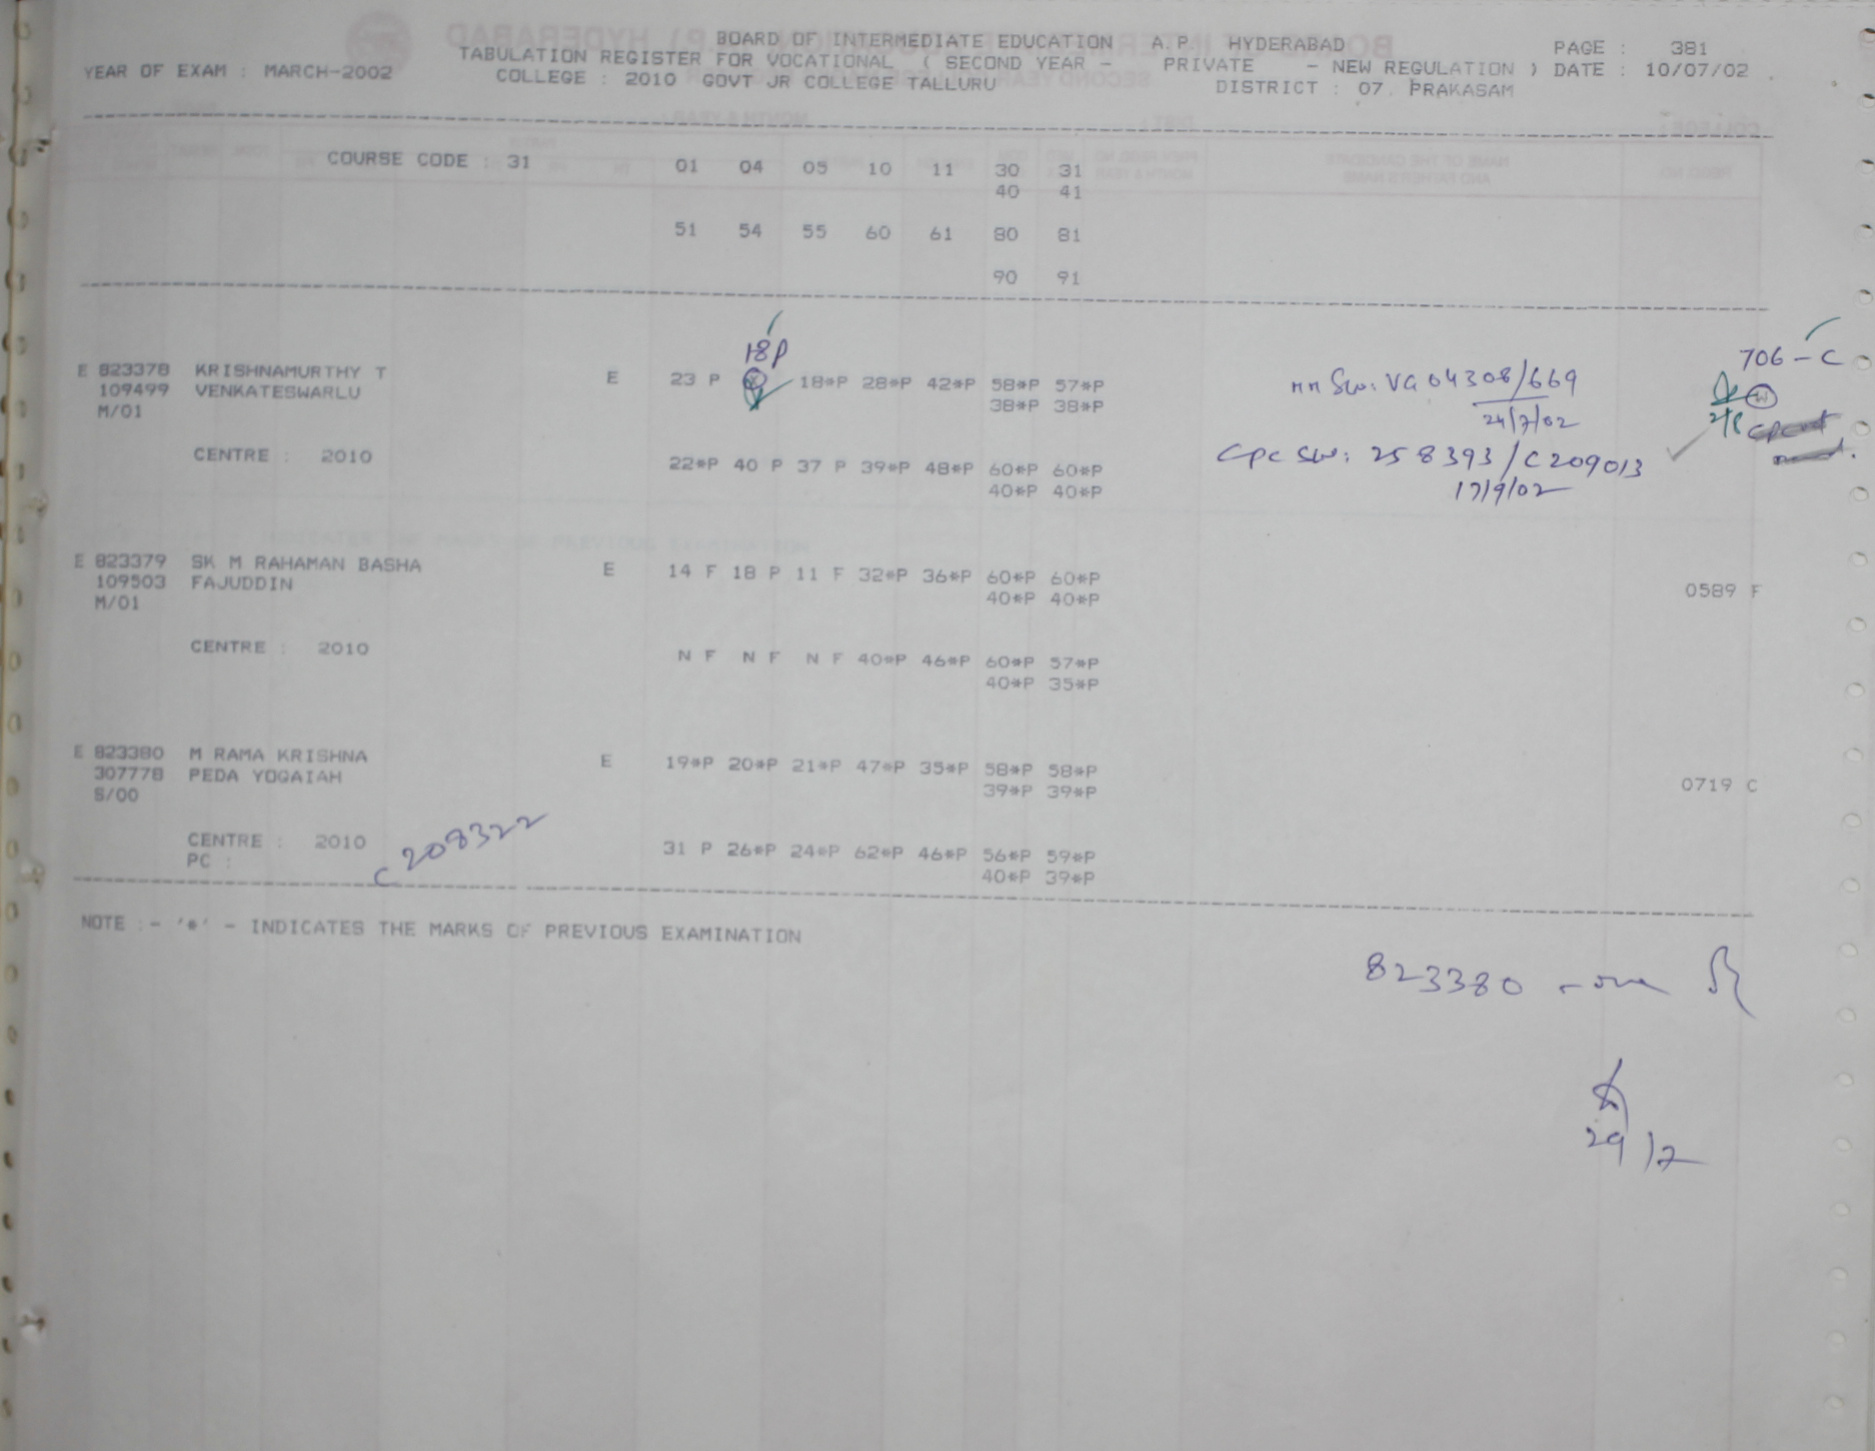 BOARD OF INTERMEDIATE EDUCATION A.P. HYDERABAD PAGE : 381
TABULATION REGISTER FOR VOCATIONAL ( SECOND YEAR - PRIVATE - NEW REGULATION ) DATE : 10/07/02
YEAR OF EXAM : MARCH-2002 COLLEGE : 2010 GOVT JR COLLEGE TALLURU DISTRICT : 07 PRAKASAM
COURSE CODE : 31 01 04 05 10 11 30 31
40 41
51 54 55 60 61 80 81
90 91
18P 706 - C
E 823378 KRISHNAMURTHY T E 23 P 18*P 28*P 42*P 58*P 57*P VG04308/669
109499 VENKATESWARLU 38*P 38*P 24/7/02
M/01
CENTRE : 2010 22*P 40 P 37 P 39*P 48*P 60*P 60*P CPC SW: 258393/C209013
40*P 40*P 17/9/02
E 823379 SK M RAHAMAN BASHA E 14 F 18 P 11 F 32*P 36*P 60*P 60*P 0589 F
109503 FAJUDDIN 40*P 40*P
M/01
CENTRE : 2010 N F N F N F 40*P 46*P 60*P 57*P
40*P 35*P
E 823380 M RAMA KRISHNA E 19*P 20*P 21*P 47*P 35*P 58*P 58*P 0719 C
307778 PEDA YOGAIAH 39*P 39*P
S/00
CENTRE : 2010 31 P 26*P 24*P 62*P 46*P 56*P 59*P
PC : C208322 40*P 39*P
NOTE :- '*' - INDICATES THE MARKS OF PREVIOUS EXAMINATION
823380 -
29/7